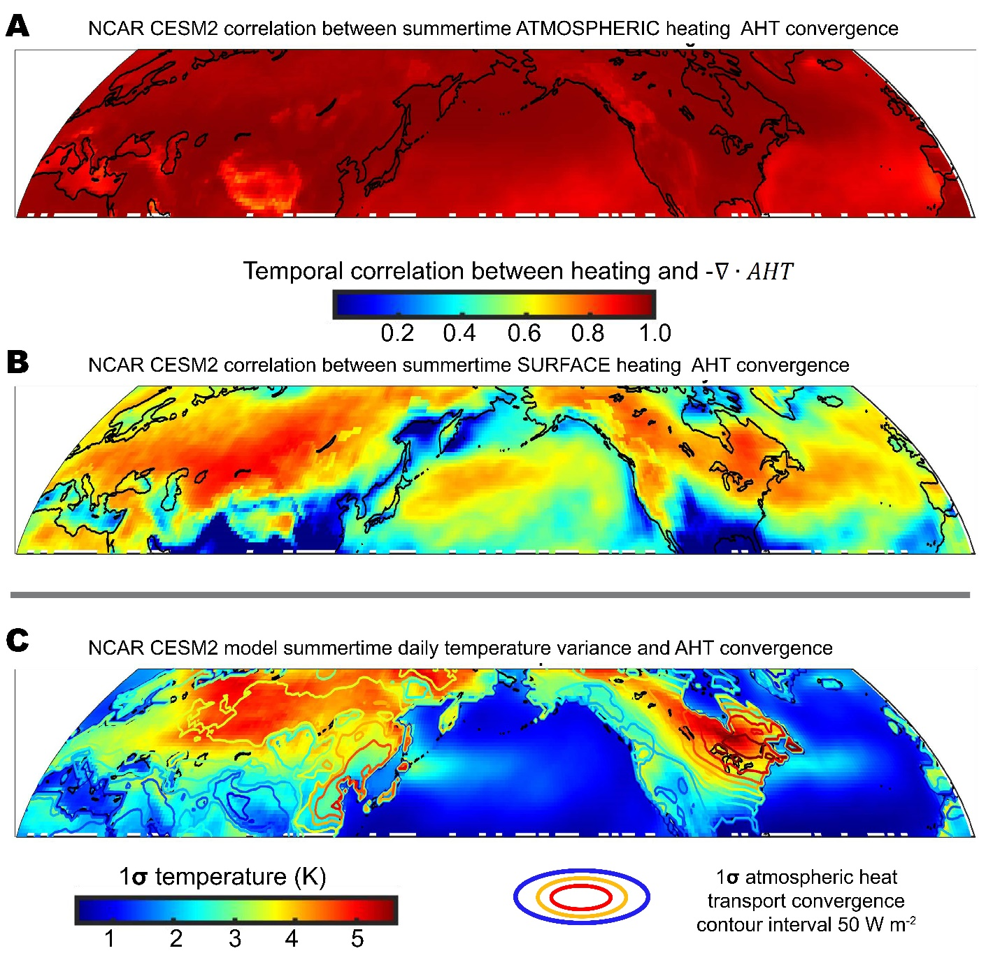 A
NCAR CESM2 correlation between summertime ATMOSPHERIC heating AHT convergence
Temporal correlation between heating and -∇ · AHT
0.2 0.4 0.6 0.8 1.0
B
NCAR CESM2 correlation between summertime SURFACE heating AHT convergence
C
NCAR CESM2 model summertime daily temperature variance and AHT convergence
1σ temperature (K)
1 2 3 4 5
1σ atmospheric heat
transport convergence
contour interval 50 W m⁻²